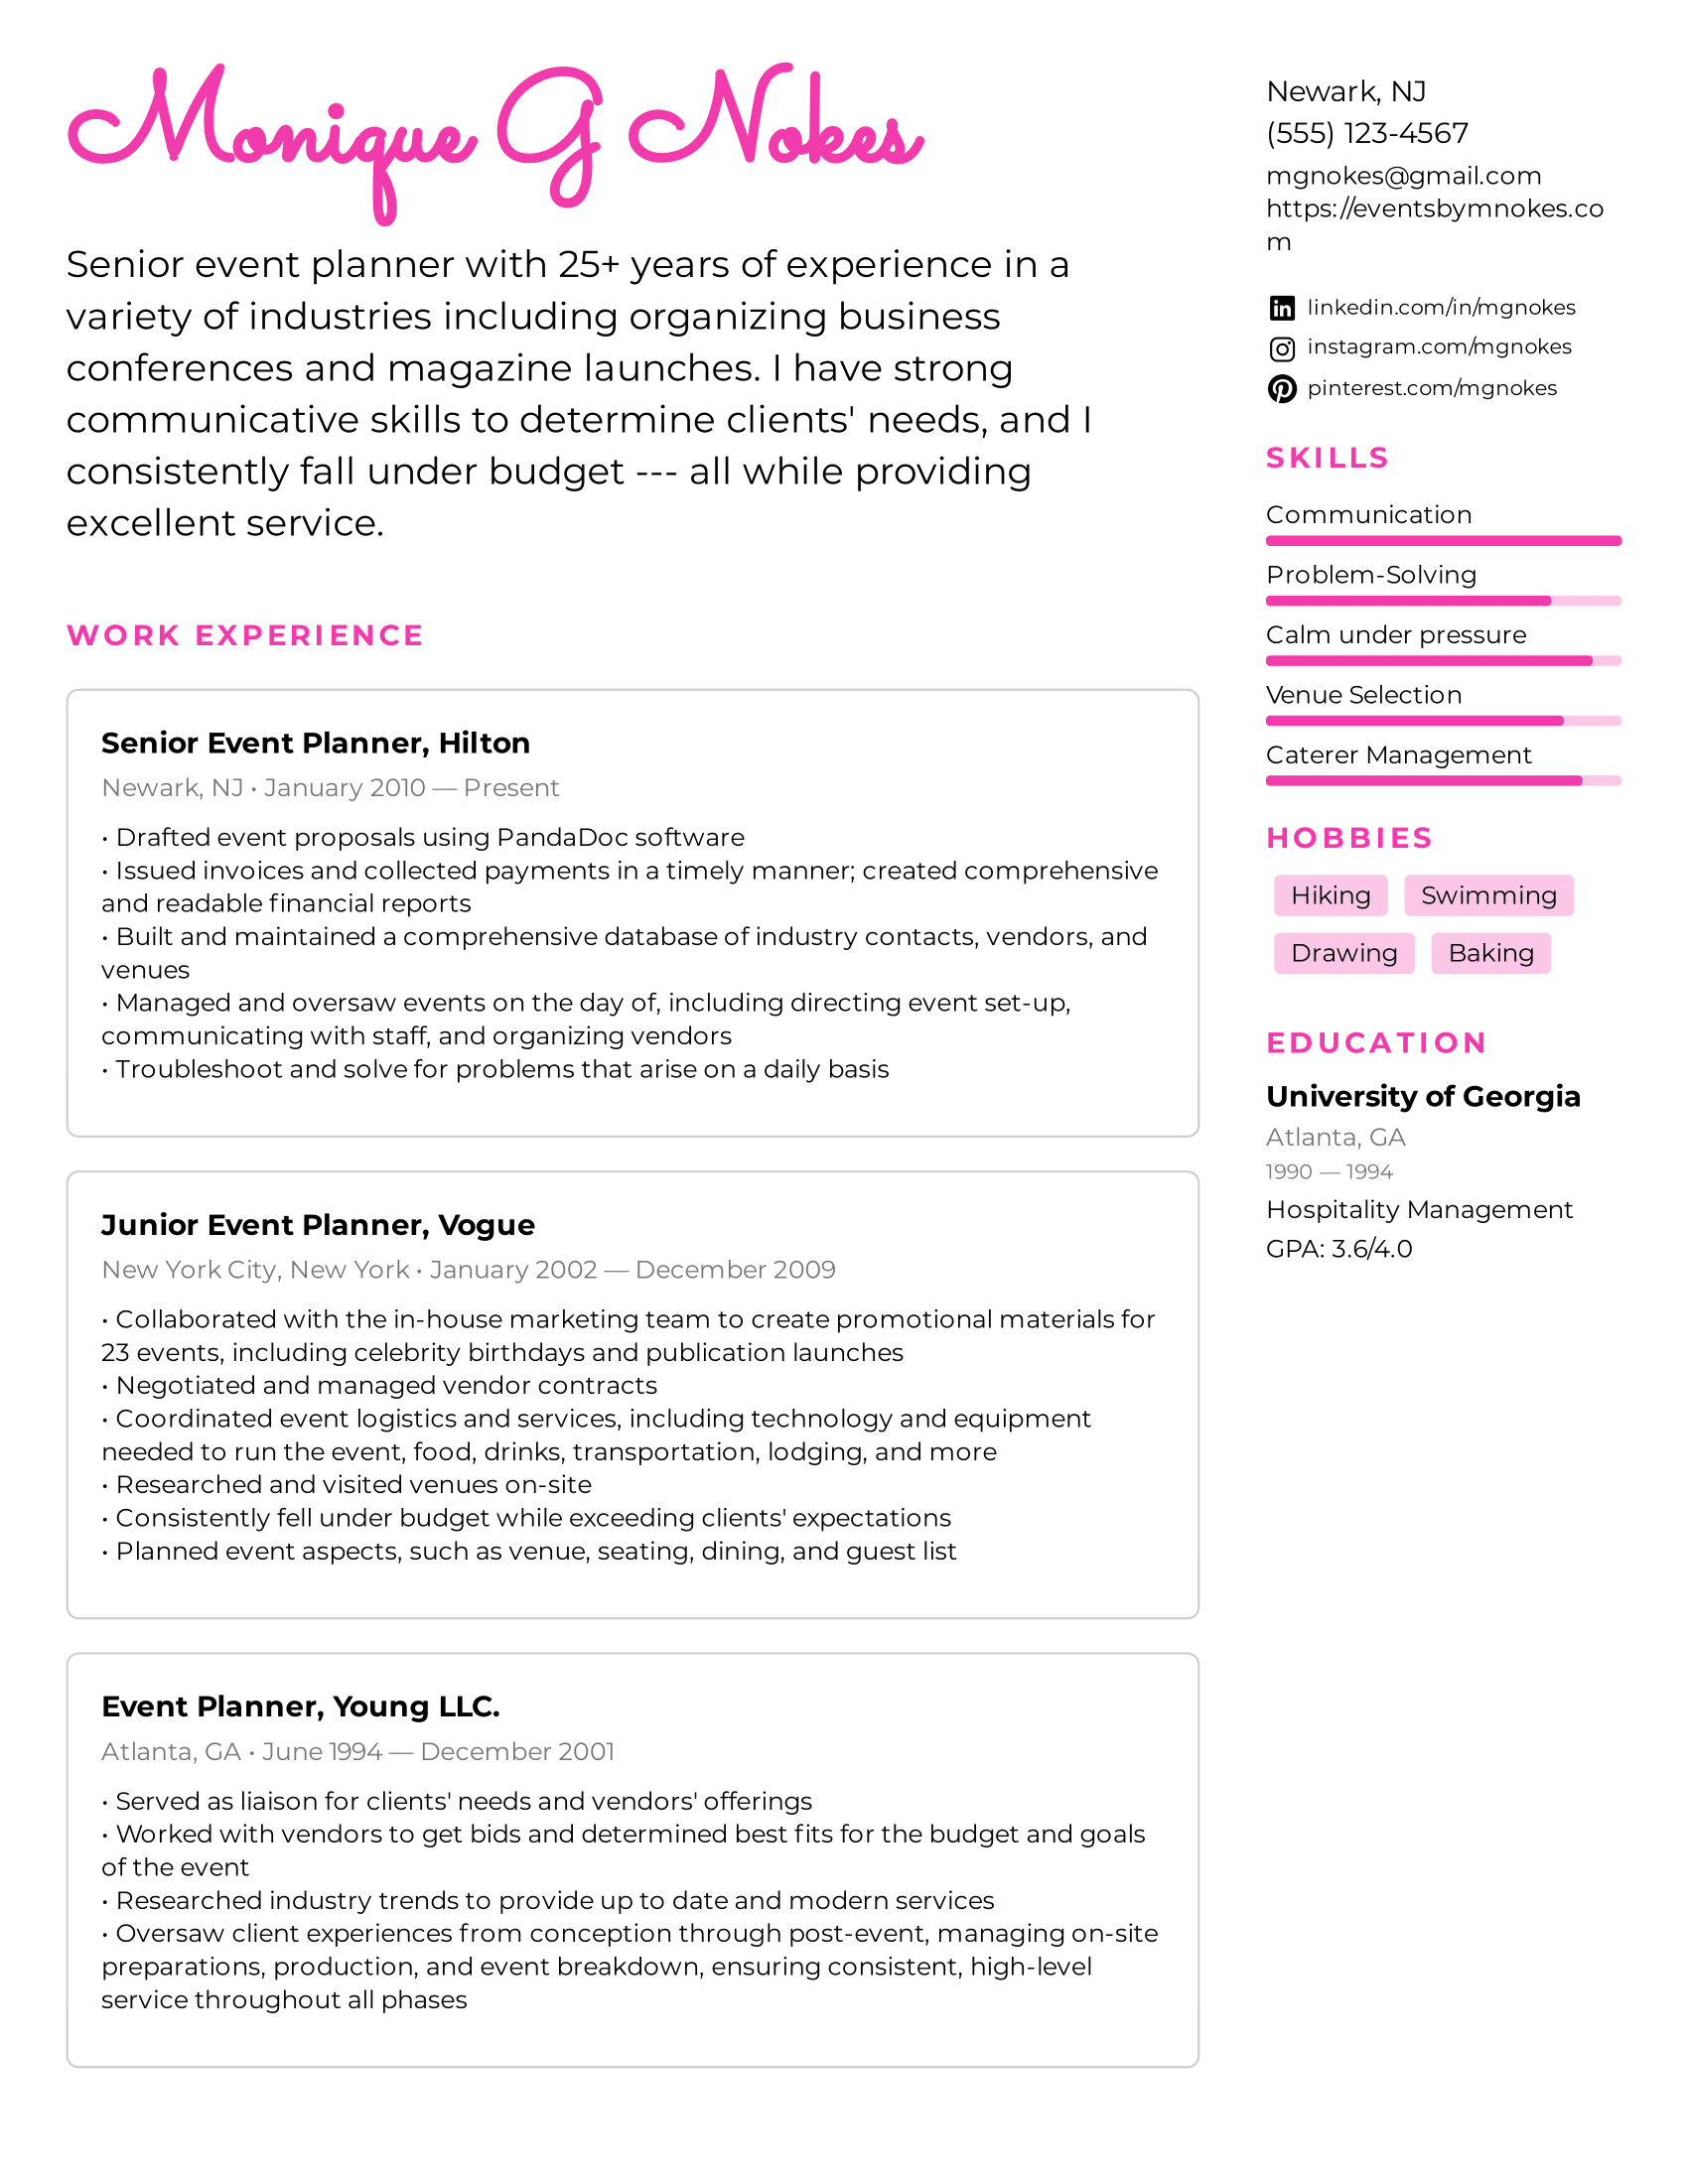 Monique G Nokes
Senior event planner with 25+ years of experience in a
variety of industries including organizing business
conferences and magazine launches. I have strong
communicative skills to determine clients' needs, and I
consistently fall under budget --- all while providing
excellent service.
WORK EXPERIENCE
Senior Event Planner, Hilton
Newark, NJ • January 2010 — Present
• Drafted event proposals using PandaDoc software
• Issued invoices and collected payments in a timely manner; created comprehensive
and readable financial reports
• Built and maintained a comprehensive database of industry contacts, vendors, and
venues
• Managed and oversaw events on the day of, including directing event set-up,
communicating with staff, and organizing vendors
• Troubleshoot and solve for problems that arise on a daily basis
Junior Event Planner, Vogue
New York City, New York • January 2002 — December 2009
• Collaborated with the in-house marketing team to create promotional materials for
23 events, including celebrity birthdays and publication launches
• Negotiated and managed vendor contracts
• Coordinated event logistics and services, including technology and equipment
needed to run the event, food, drinks, transportation, lodging, and more
• Researched and visited venues on-site
• Consistently fell under budget while exceeding clients' expectations
• Planned event aspects, such as venue, seating, dining, and guest list
Event Planner, Young LLC.
Atlanta, GA • June 1994 — December 2001
• Served as liaison for clients' needs and vendors' offerings
• Worked with vendors to get bids and determined best fits for the budget and goals
of the event
• Researched industry trends to provide up to date and modern services
• Oversaw client experiences from conception through post-event, managing on-site
preparations, production, and event breakdown, ensuring consistent, high-level
service throughout all phases
Newark, NJ
(555) 123-4567
mgnokes@gmail.com
https://eventsbymnokes.co
m
linkedin.com/in/mgnokes
instagram.com/mgnokes
pinterest.com/mgnokes
SKILLS
Communication
Problem-Solving
Calm under pressure
Venue Selection
Caterer Management
HOBBIES
Hiking Swimming
Drawing Baking
EDUCATION
University of Georgia
Atlanta, GA
1990 — 1994
Hospitality Management
GPA: 3.6/4.0